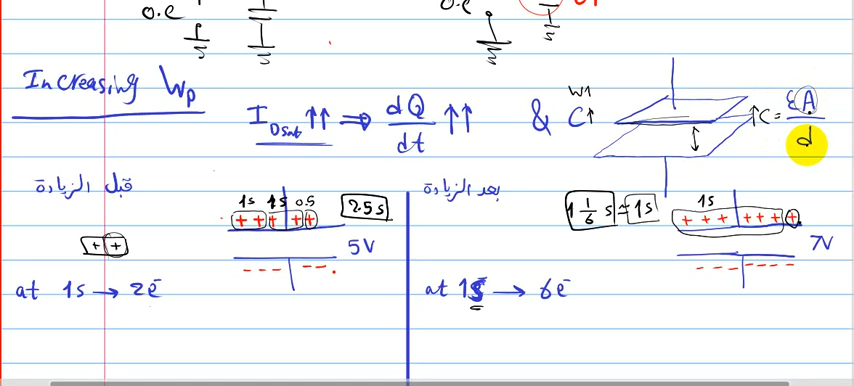 o.c
o.c
Increasing Wp
I Dsat ↑↑ ⇒ dQ/dt ↑↑ & C↑
W↑
↑C = εA/d
قبل الزيادة
بعد الزيادة
1s 1s 0.5
2.5s
+ + + + +
+ +
5V
- - - - -
at 1s → 2e⁻
1 1/6 s = 1s
1s
+ + + + + + +
7V
- - - - - - -
at 1s → 6e⁻